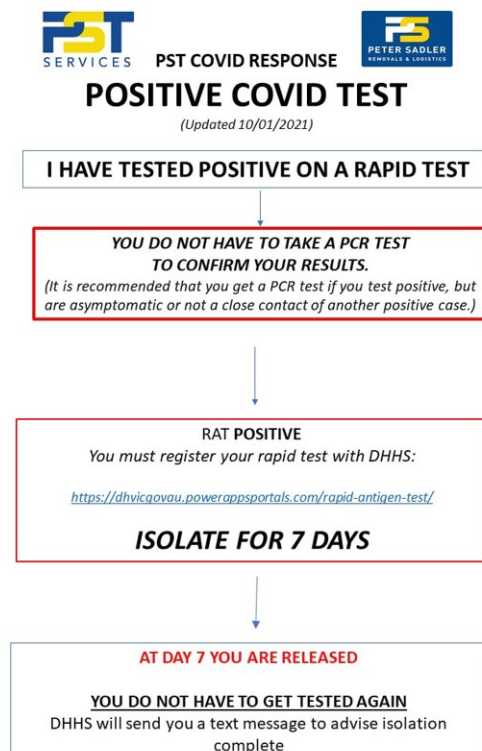 PST
SERVICES
PST COVID RESPONSE
PS
PETER SADLER
REMOVALS & LOGISTICS
POSITIVE COVID TEST
(Updated 10/01/2021)
I HAVE TESTED POSITIVE ON A RAPID TEST
YOU DO NOT HAVE TO TAKE A PCR TEST
TO CONFIRM YOUR RESULTS.
(It is recommended that you get a PCR test if you test positive, but
are asymptomatic or not a close contact of another positive case.)
RAT POSITIVE
You must register your rapid test with DHHS:
https://dhvicgovau.powerappsportals.com/rapid-antigen-test/
ISOLATE FOR 7 DAYS
AT DAY 7 YOU ARE RELEASED
YOU DO NOT HAVE TO GET TESTED AGAIN
DHHS will send you a text message to advise isolation
complete